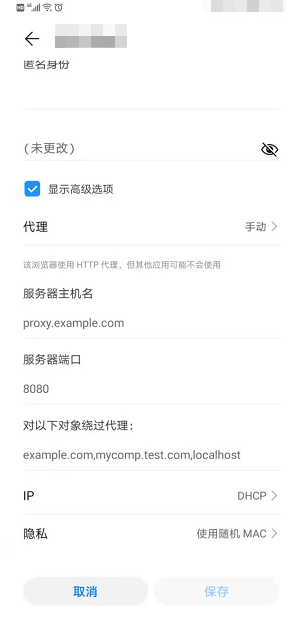 匿名身份
(未更改)
显示高级选项
代理
手动
该浏览器使用 HTTP 代理，但其他应用可能不会使用
服务器主机名
proxy.example.com
服务器端口
8080
对以下对象绕过代理：
example.com,mycomp.test.com,localhost
IP
DHCP
隐私
使用随机 MAC
取消
保存